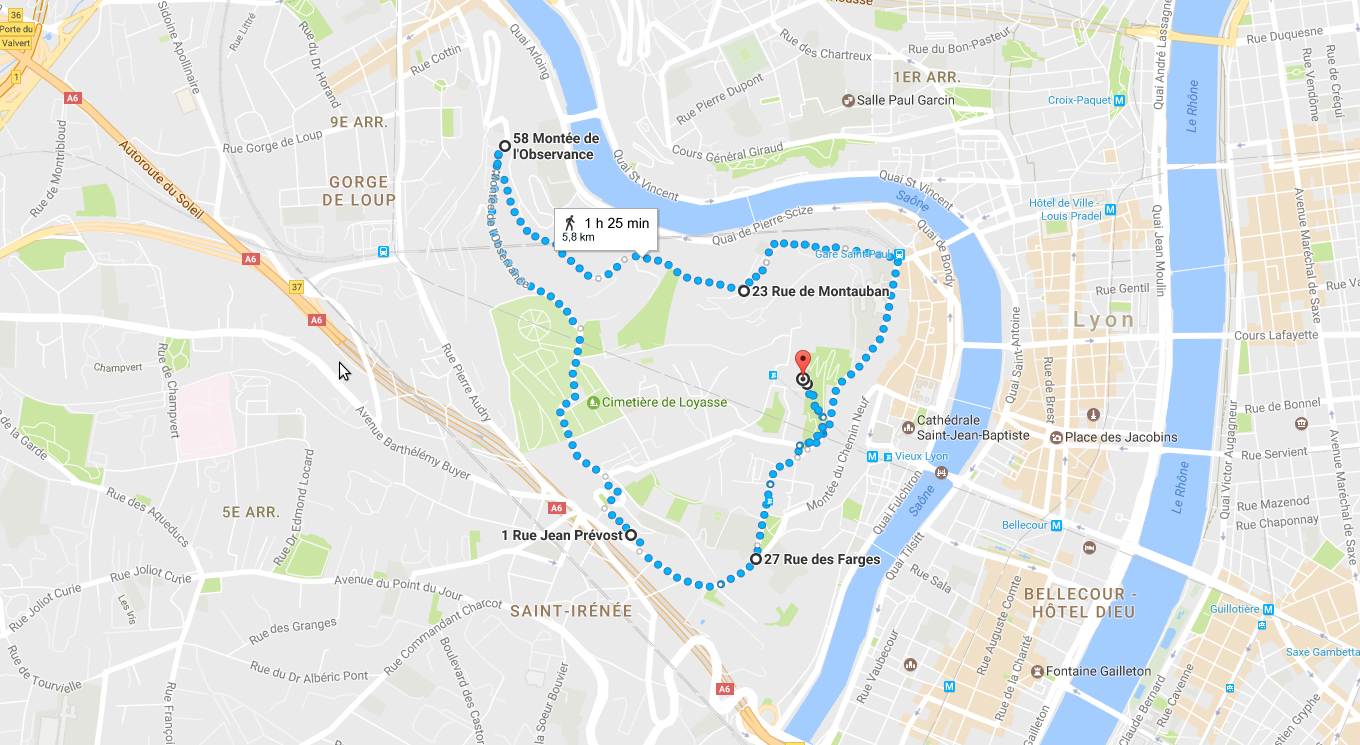 36
Porte du
Valvert
1
Sidoine Apollinaire
Rue Littré
Rue du Dr Horand
Rue Cottin
Quai Arloing
Rue des Chartreux
Rue du Bon-Pasteur
Rue Duquesne
Quai André Lassagne
Rue Vendôme
Rue de Créqui
A6
1ER ARR.
Rue Pierre Dupont
Salle Paul Garcin
Croix-Paquet
Le Rhône
9E ARR.
Rue Gorge de Loup
58 Montée de
l'Observance
Cours Général Giraud
Rue de Montribloud
Autoroute du Soleil
GORGE
DE LOUP
Quai St Vincent
Quai St Vincent
Saône
Hôtel de Ville -
Louis Pradel
Montée de l'Observance
1 h 25 min
5,8 km
Quai de Pierre-Scize
Quai de Bondy
Quai Jean Moulin
Avenue Maréchal de Saxe
A6
Gare Saint-Paul
37
23 Rue de Montauban
Rue Gentil
A6
Lyon
Cours Lafayette
Quai Saint-Antoine
Champvert
Rue de Champvert
Rue Pierre Audry
Rue de Brest
Cimetière de Loyasse
Rue de Bonnel
Avenue Barthélémy Buyer
Montée du Chemin Neuf
Cathédrale
Saint-Jean-Baptiste
Place des Jacobins
Quai Victor Augagneur
de la Garde
Vieux Lyon
Rue Servient
Rue des Aqueducs
Rue du Dr Edmond Locard
Quai Fulchiron
Saône
Le Rhône
Avenue Maréchal de Saxe
5E ARR.
A6
Rue Mazenod
Bellecour
Rue Chaponnay
1 Rue Jean Prévost
Quai Tilsitt
27 Rue des Farges
Rue Joliot Curie
Rue Joliot Curie
Avenue du Point du Jour
Rue Sala
Les Iris
Rue Commandant Charcot
SAINT-IRÉNÉE
BELLECOUR -
HÔTEL DIEU
Guillotière
Rue des Granges
Rue Auguste Comte
Rue de la Charité
Rue Vaubecour
Saxe Gambetta
Rue du Dr Albéric Pont
Boulevard des Castor
la Soeur Bouvier
Rue de Tourvielle
Rue François
Fontaine Gailleton
A6
Gailleton
Claude Bernard
Rue Cavenne
tien Gryphe